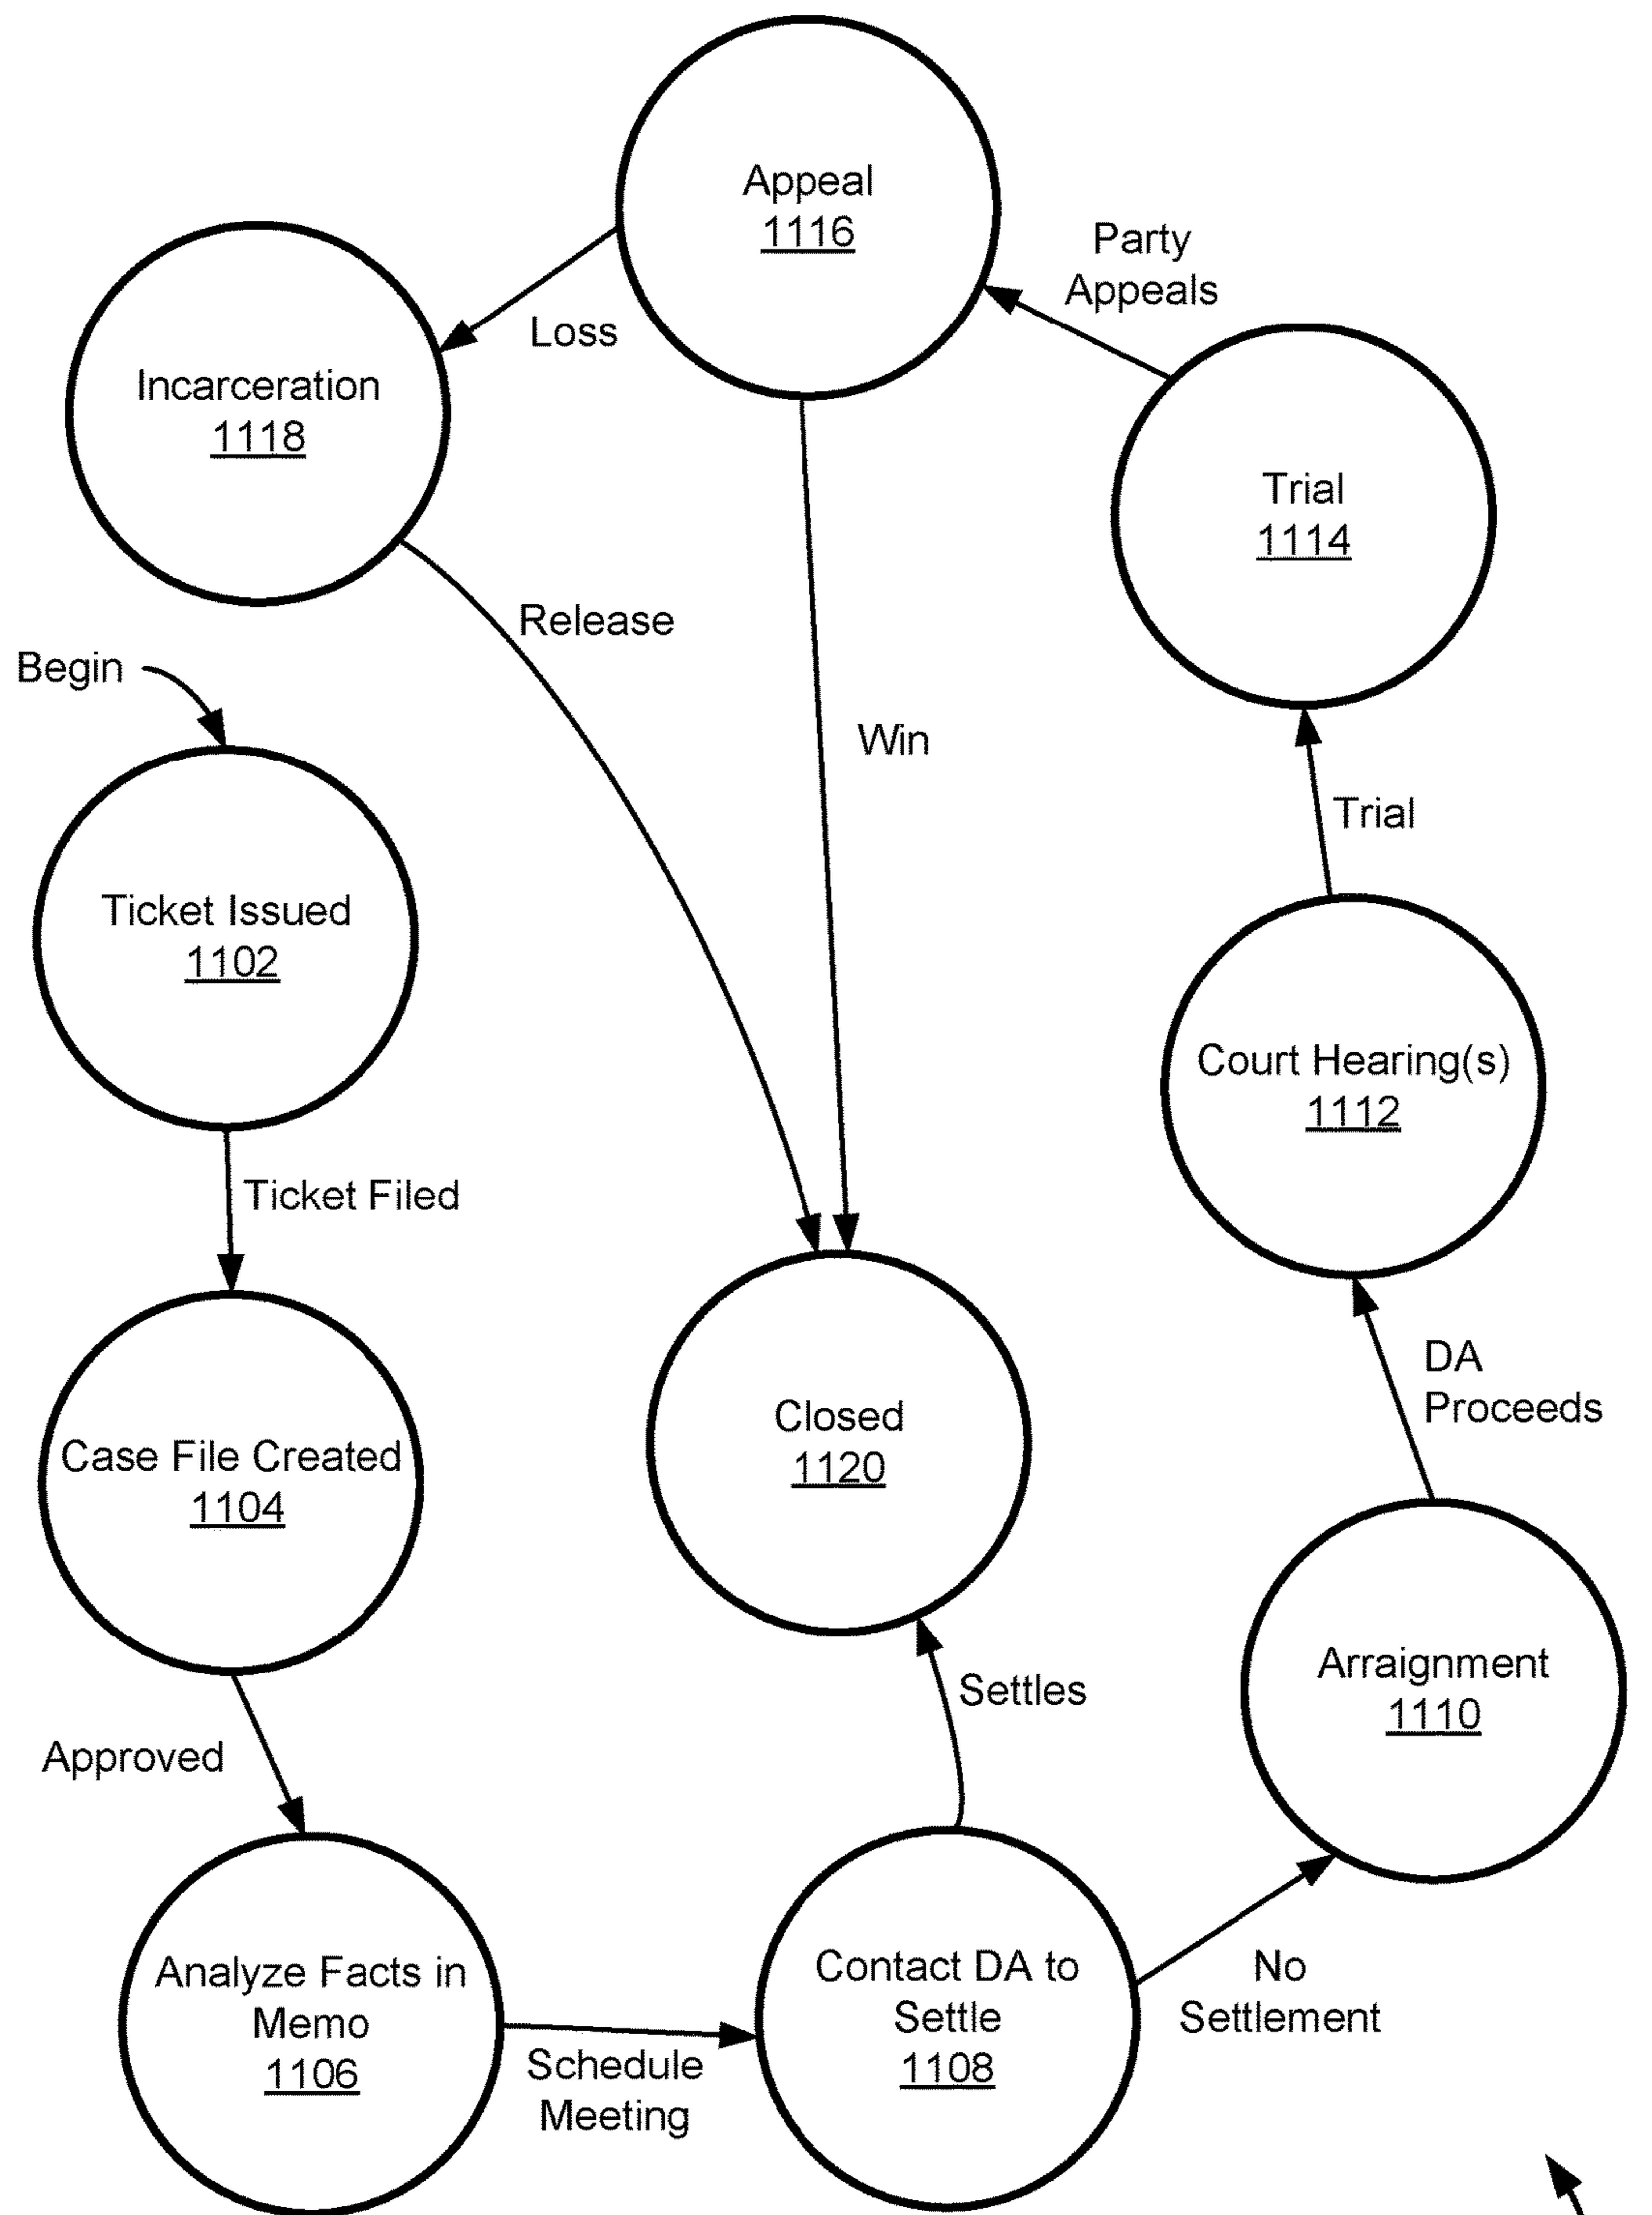 Appeal
1116
Party
Appeals
Loss
Incarceration
1118
Trial
1114
Release
Begin
Win
Trial
Ticket Issued
1102
Court Hearing(s)
1112
Ticket Filed
DA
Proceeds
Closed
1120
Case File Created
1104
Arraignment
1110
Settles
Approved
Analyze Facts in
Memo
1106
Contact DA to
Settle
1108
No
Settlement
Schedule
Meeting